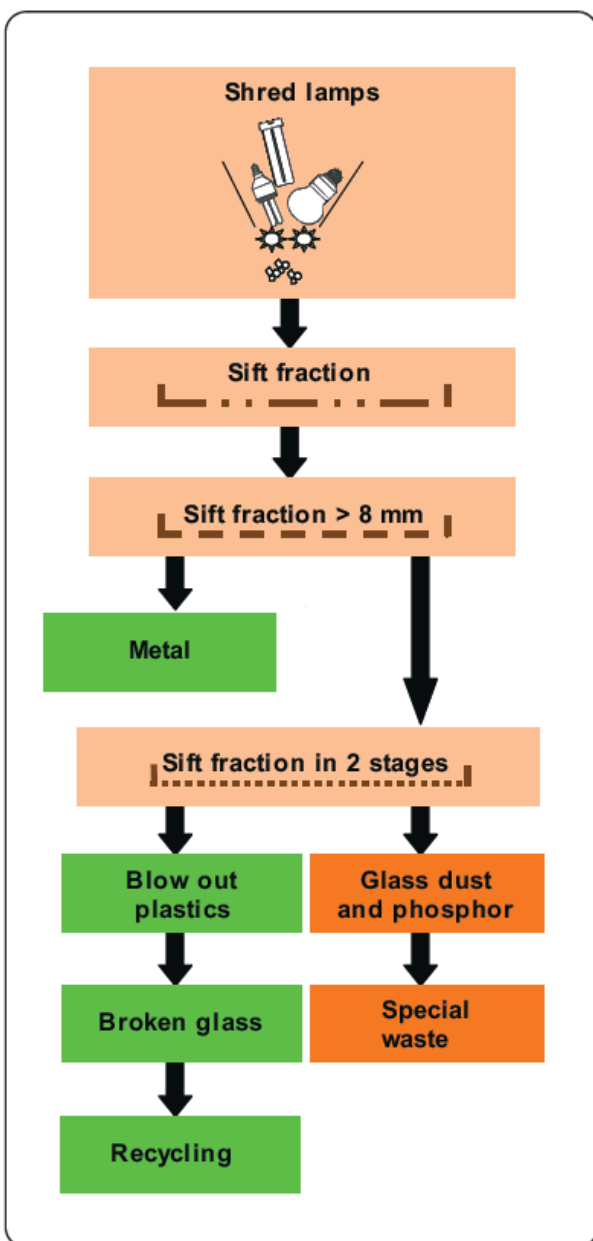 Shred lamps
Sift fraction
Sift fraction > 8 mm
Metal
Sift fraction in 2 stages
Blow out
plastics
Glass dust
and phosphor
Broken glass
Special
waste
Recycling